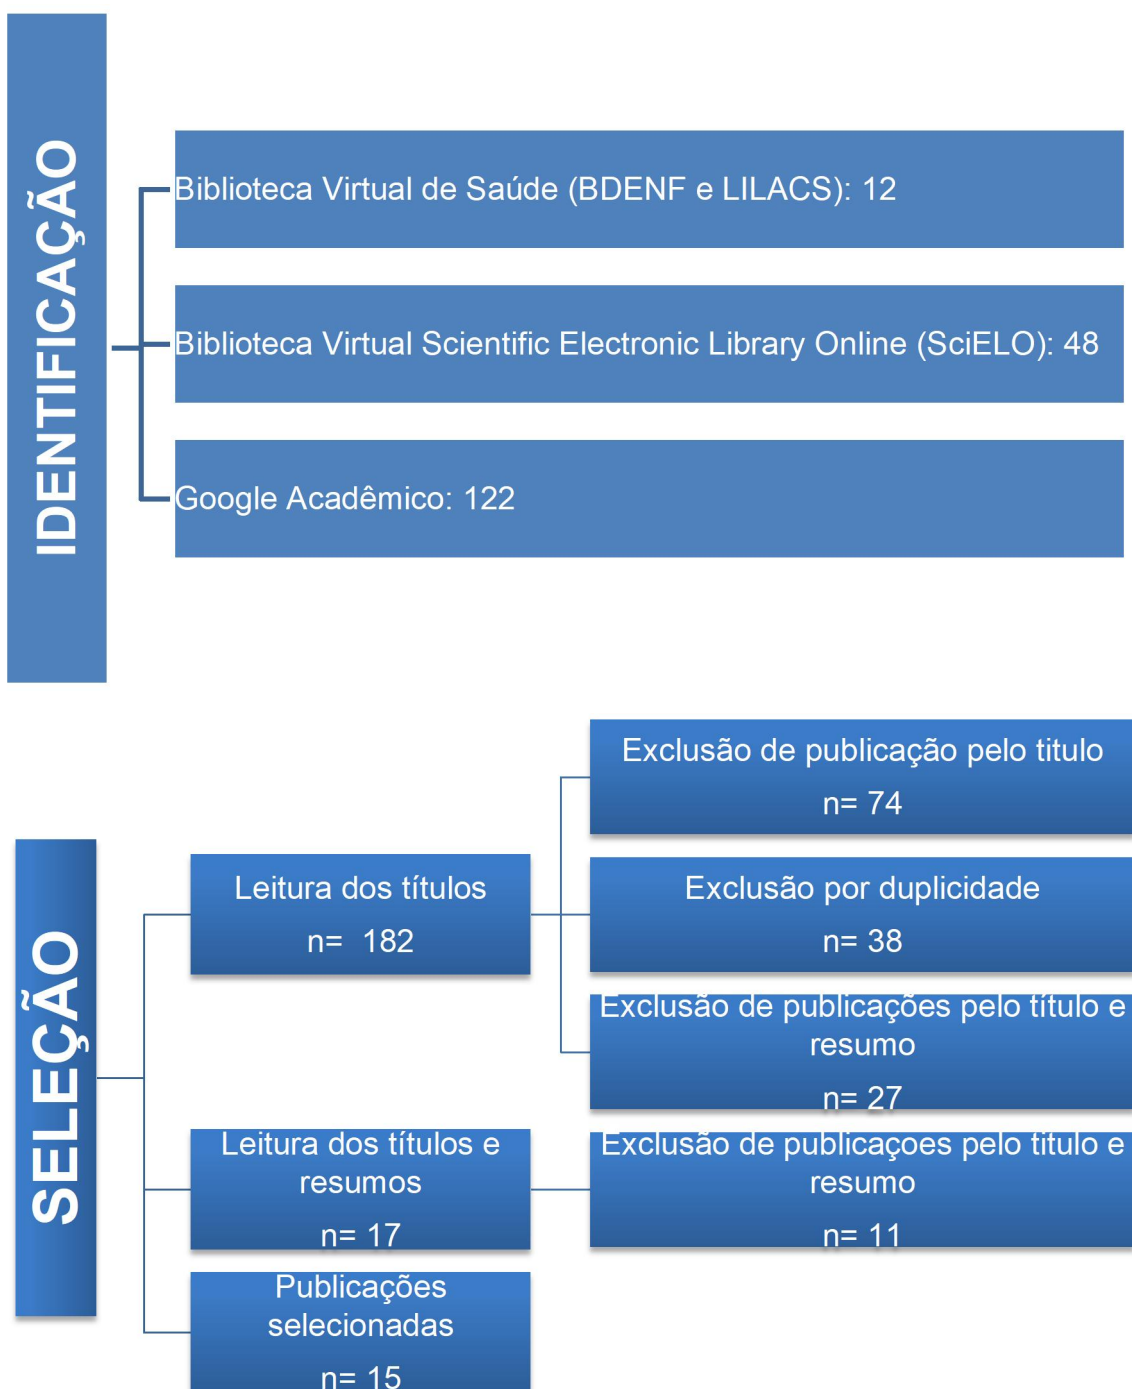 IDENTIFICAÇÃO
Biblioteca Virtual de Saúde (BDENF e LILACS): 12
Biblioteca Virtual Scientific Electronic Library Online (SciELO): 48
Google Acadêmico: 122
SELEÇÃO
Leitura dos títulos
n= 182
Exclusão de publicação pelo titulo
n= 74
Exclusão por duplicidade
n= 38
Exclusão de publicações pelo título e
resumo
n= 27
Leitura dos títulos e
resumos
n= 17
Exclusão de publicaçoes pelo titulo e
resumo
n= 11
Publicações
selecionadas
n= 15